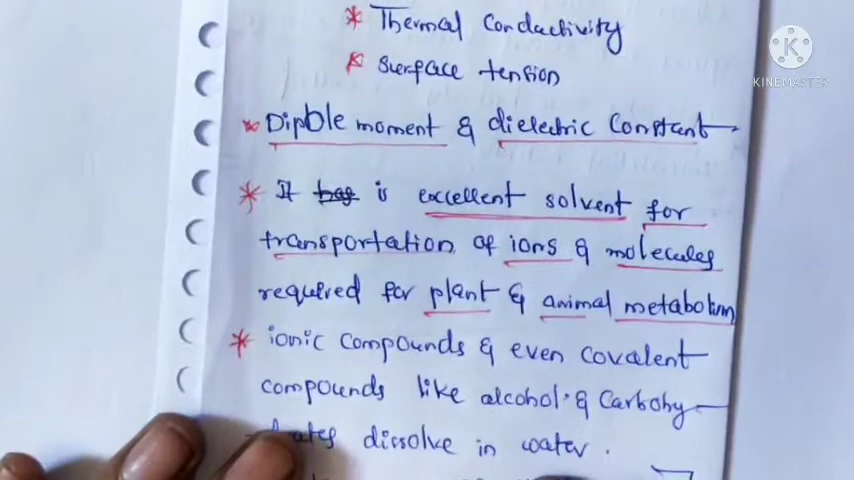 * Thermal Conductivity
* Surface tension
* Dipole moment & dielectric Constant
* It has is excellent solvent for
transportation of ions & molecules
required for plant & animal metabolism
* ionic compounds & even covalent
compounds like alcohol & Carbohy-
drates dissolve in water.
K
KINEMASTER